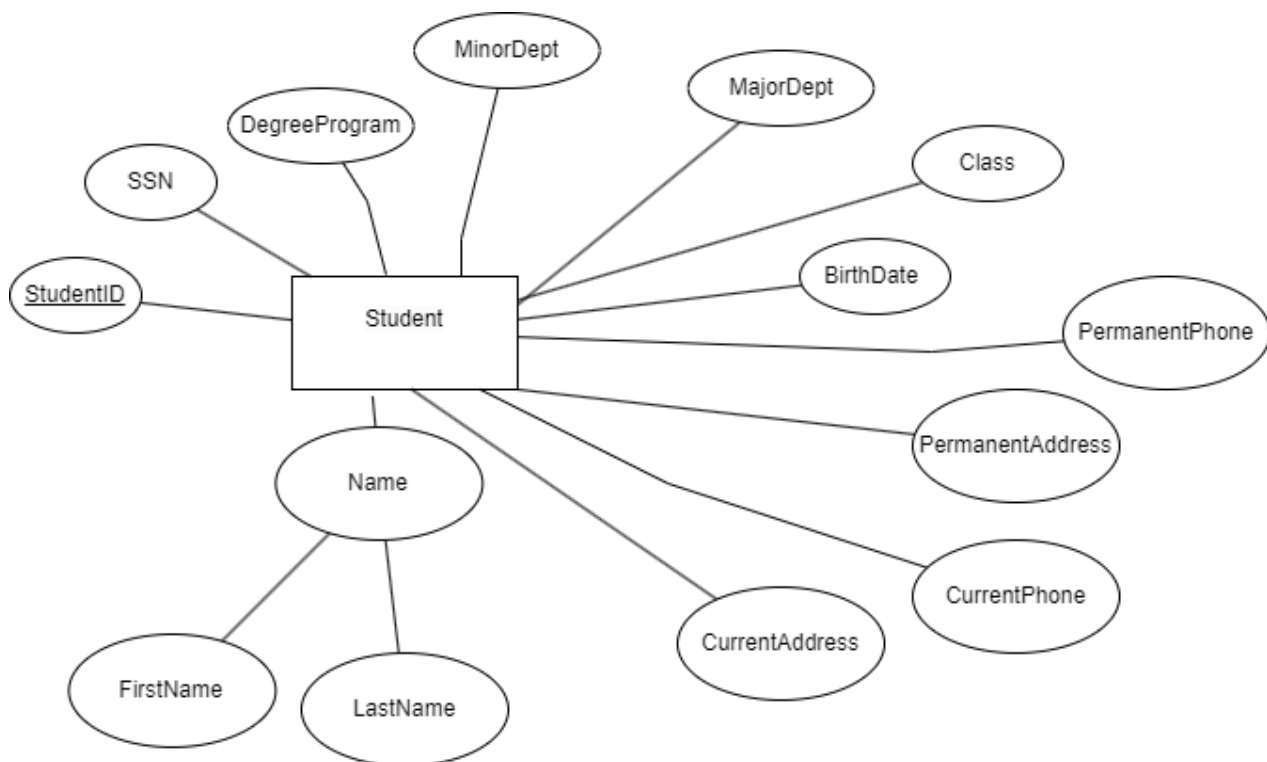 MinorDept
MajorDept
DegreeProgram
Class
SSN
BirthDate
StudentID
Student
PermanentPhone
PermanentAddress
Name
CurrentPhone
CurrentAddress
FirstName
LastName